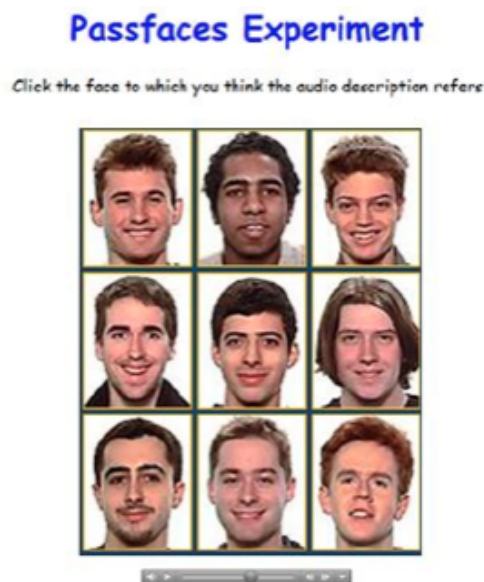 Passfaces Experiment
Click the face to which you think the audio description refers